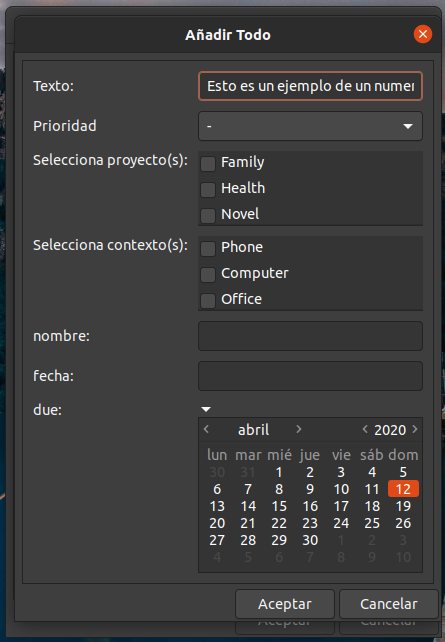 Añadir Todo
Texto: Esto es un ejemplo de un numer
Prioridad -
Selecciona proyecto(s): Family
Health
Novel
Selecciona contexto(s): Phone
Computer
Office
nombre:
fecha:
due:
< abril > < 2020 >
lun mar mié jue vie sáb dom
30 31 1 2 3 4 5
6 7 8 9 10 11 12
13 14 15 16 17 18 19
20 21 22 23 24 25 26
27 28 29 30 1 2 3
4 5 6 7 8 9 10
Aceptar Cancelar
Aceptar Cancelar